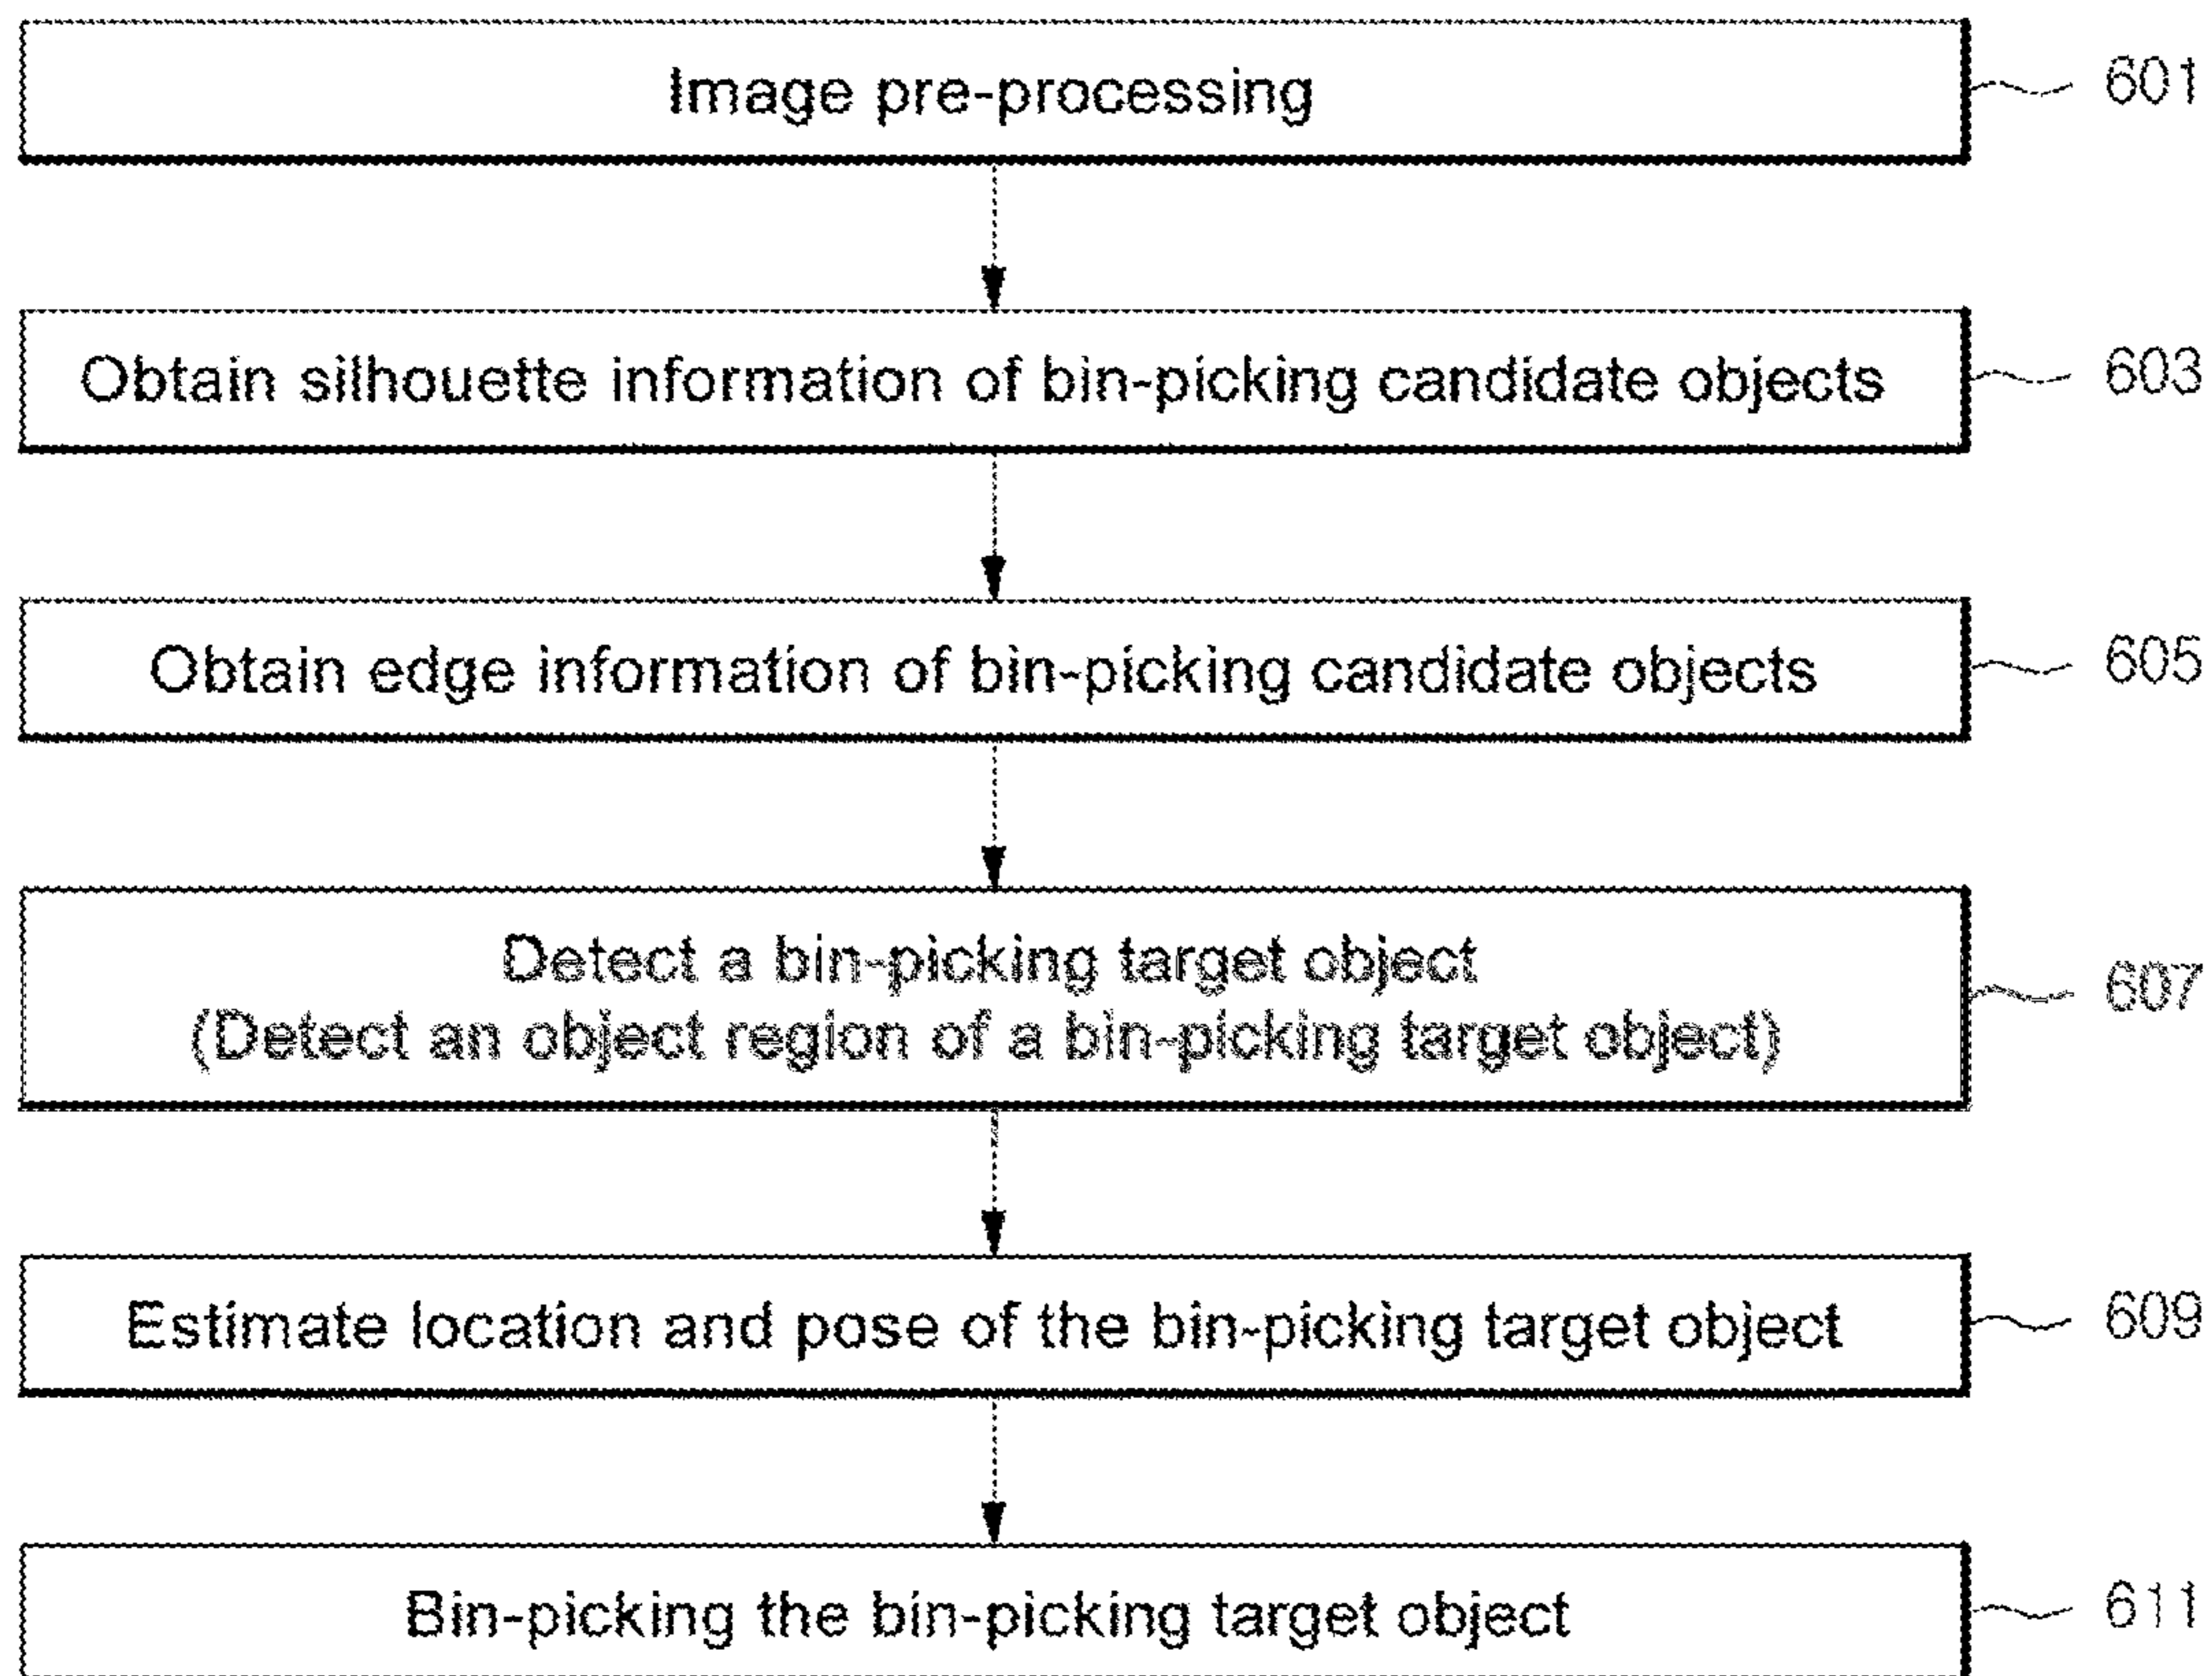 Image pre-processing
601
Obtain silhouette information of bin-picking candidate objects
603
Obtain edge information of bin-picking candidate objects
605
Detect a bin-picking target object
(Detect an object region of a bin-picking target object)
607
Estimate location and pose of the bin-picking target object
609
Bin-picking the bin-picking target object
611